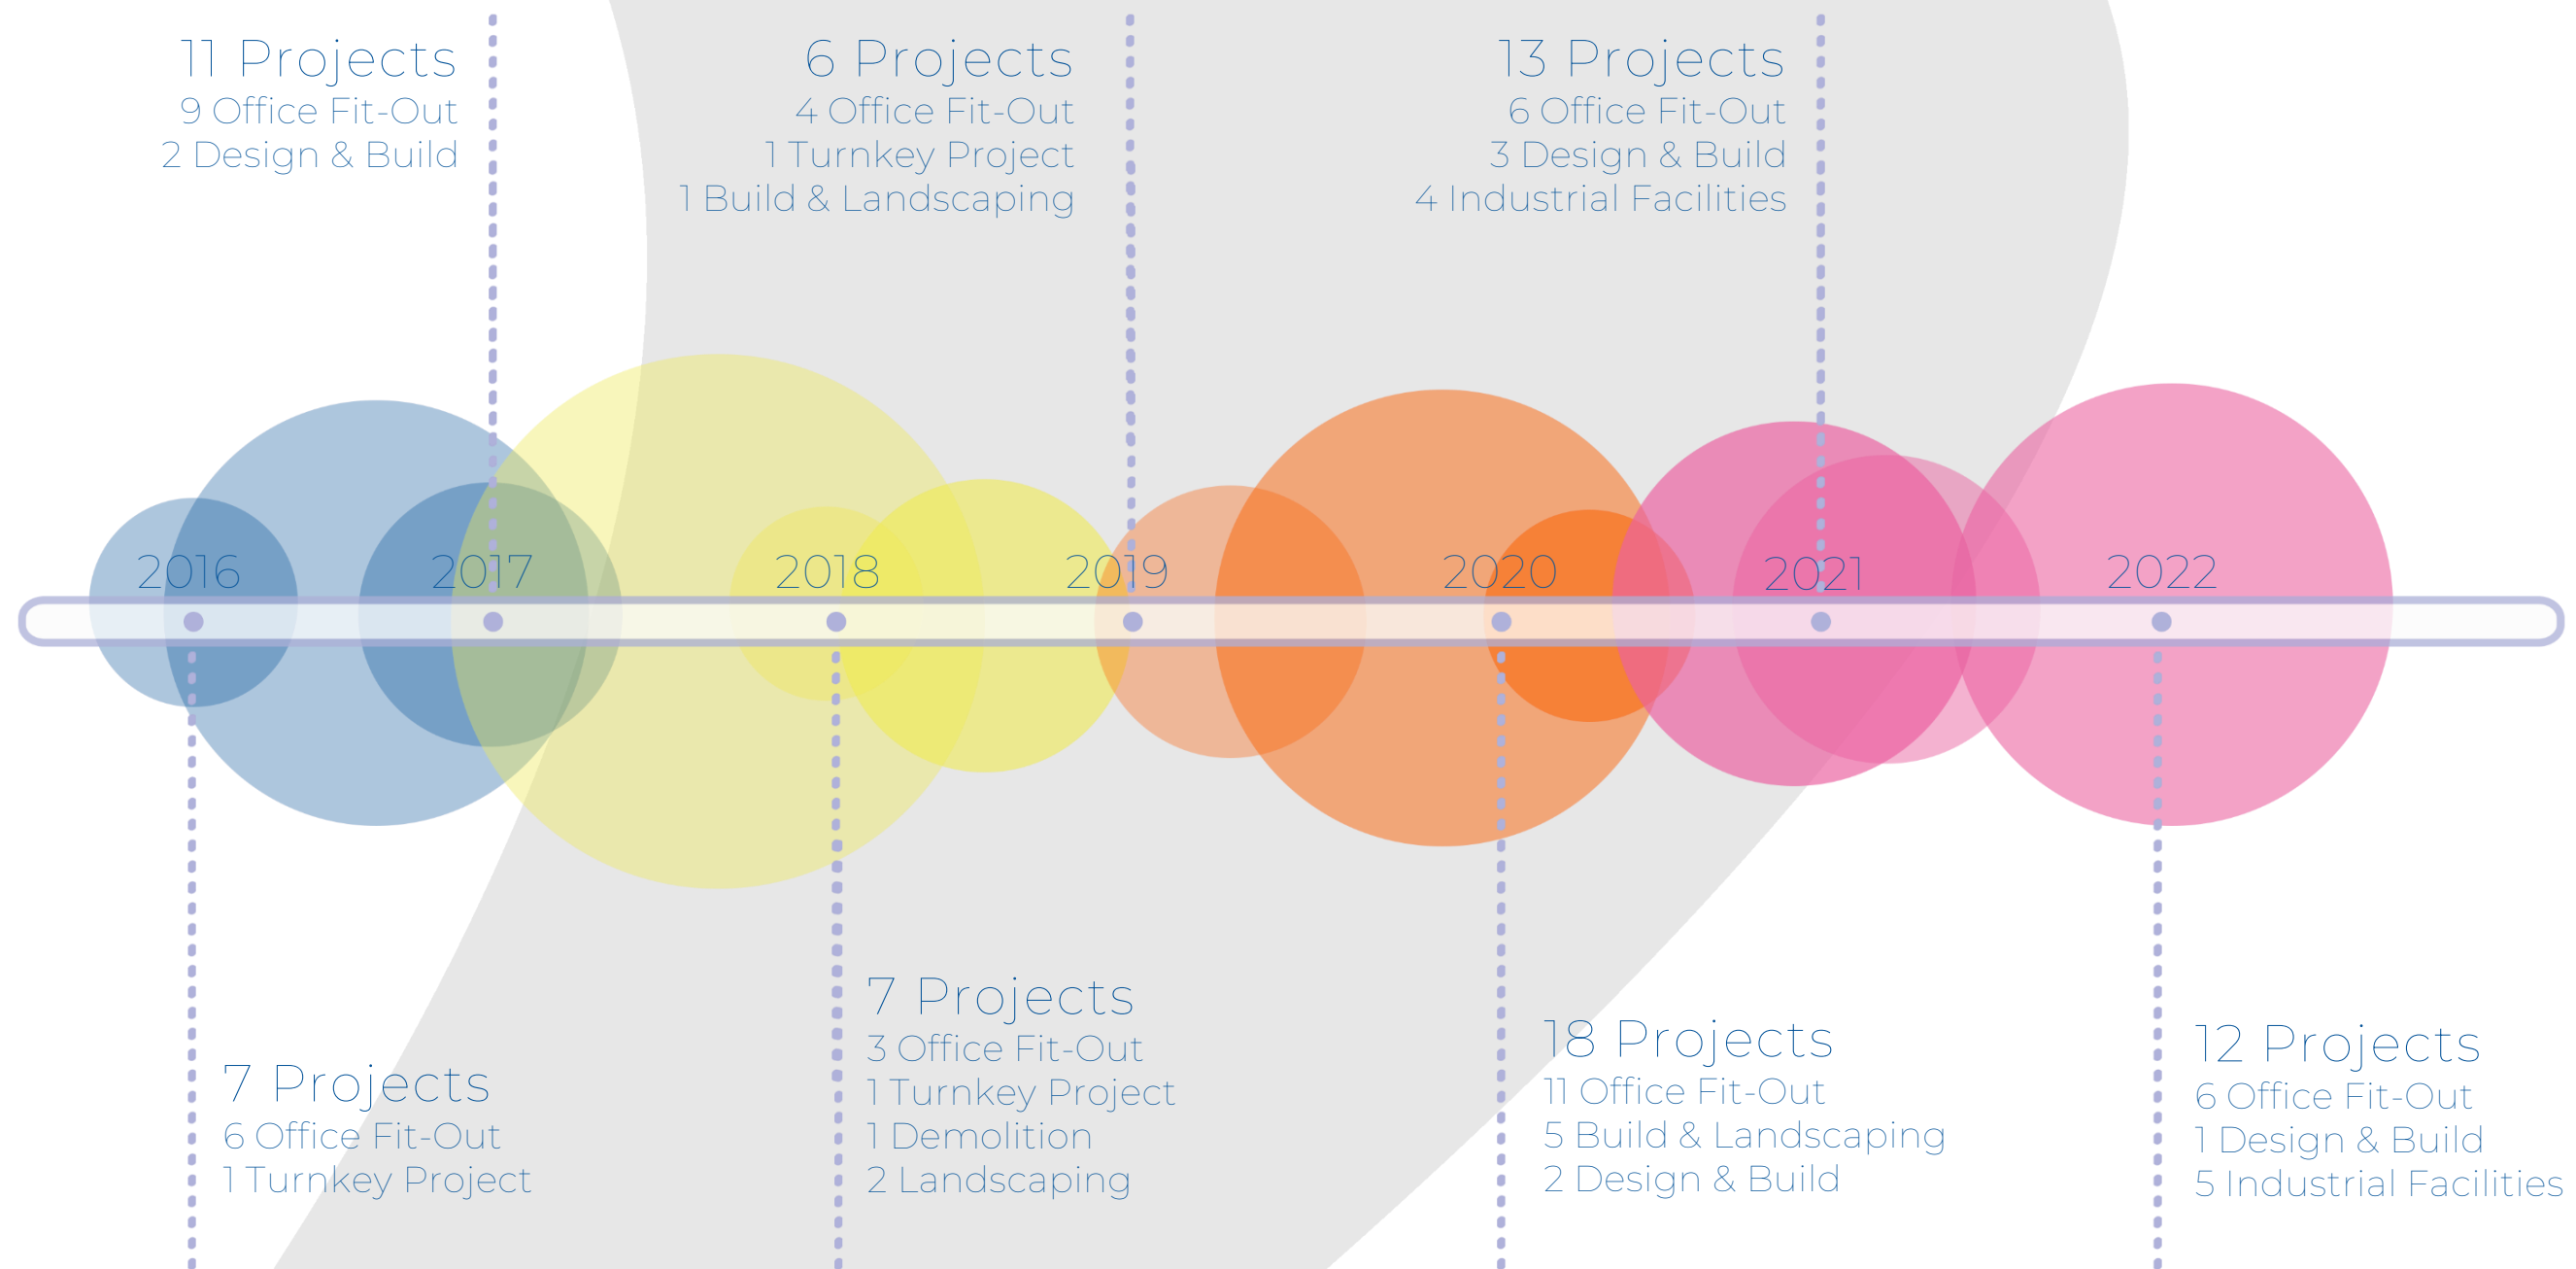 11 Projects
9 Office Fit-Out
2 Design & Build
6 Projects
4 Office Fit-Out
1 Turnkey Project
1 Build & Landscaping
13 Projects
6 Office Fit-Out
3 Design & Build
4 Industrial Facilities
2016
2017
2018
2019
2020
2021
2022
7 Projects
6 Office Fit-Out
1 Turnkey Project
7 Projects
3 Office Fit-Out
1 Turnkey Project
1 Demolition
2 Landscaping
18 Projects
11 Office Fit-Out
5 Build & Landscaping
2 Design & Build
12 Projects
6 Office Fit-Out
1 Design & Build
5 Industrial Facilities